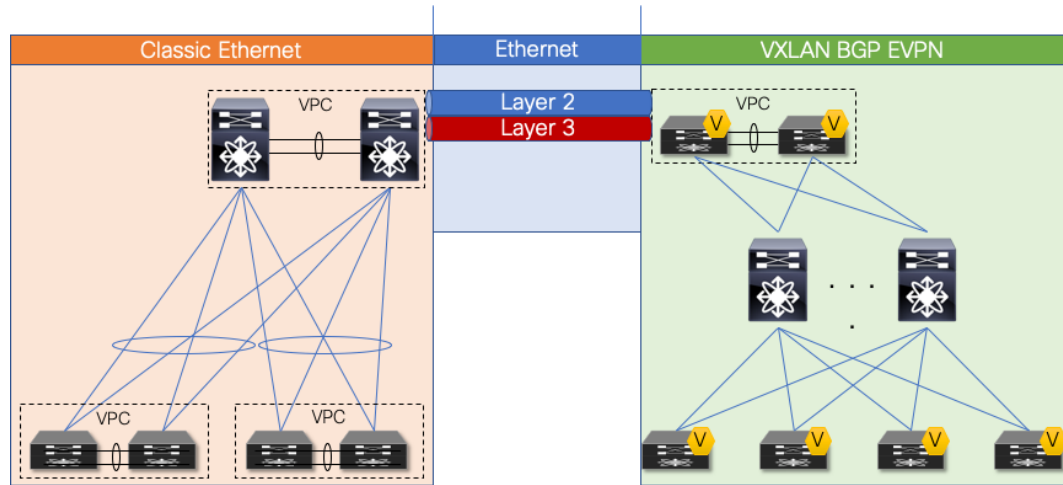 Classic Ethernet
Ethernet
VXLAN BGP EVPN
VPC
Layer 2
Layer 3
VPC
V
V
VPC
VPC
V
V
V
V